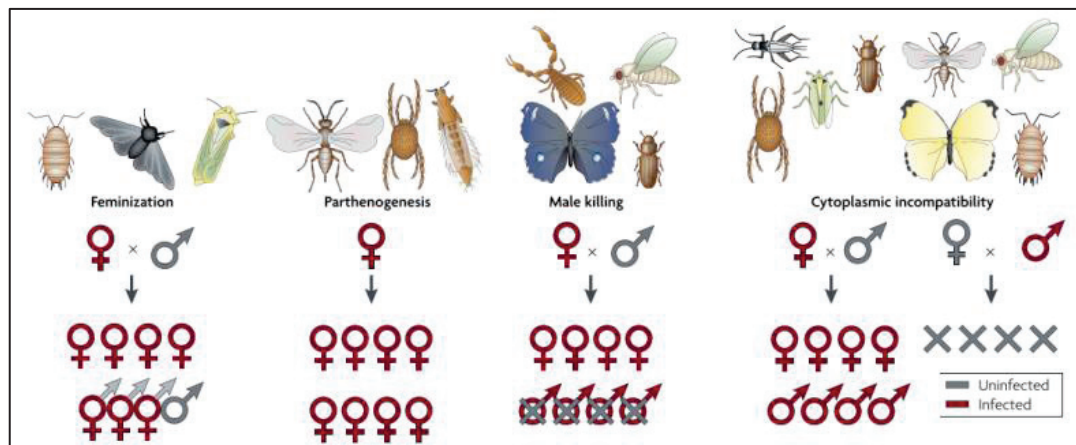 Feminization
Parthenogenesis
Male killing
Cytoplasmic incompatibility
Uninfected
Infected